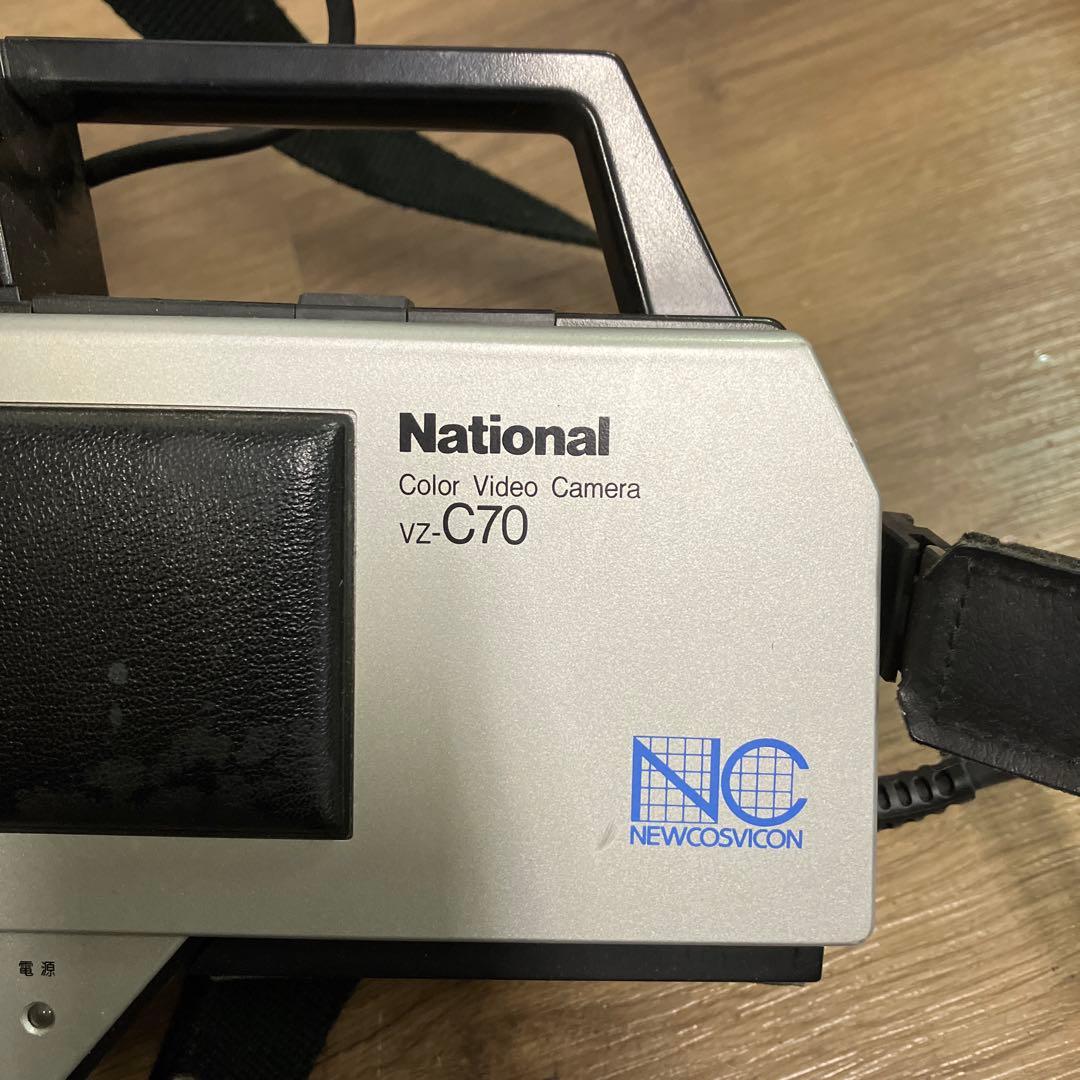 National
Color Video Camera
VZ-C70
NC
NEWCOSVICON
電源